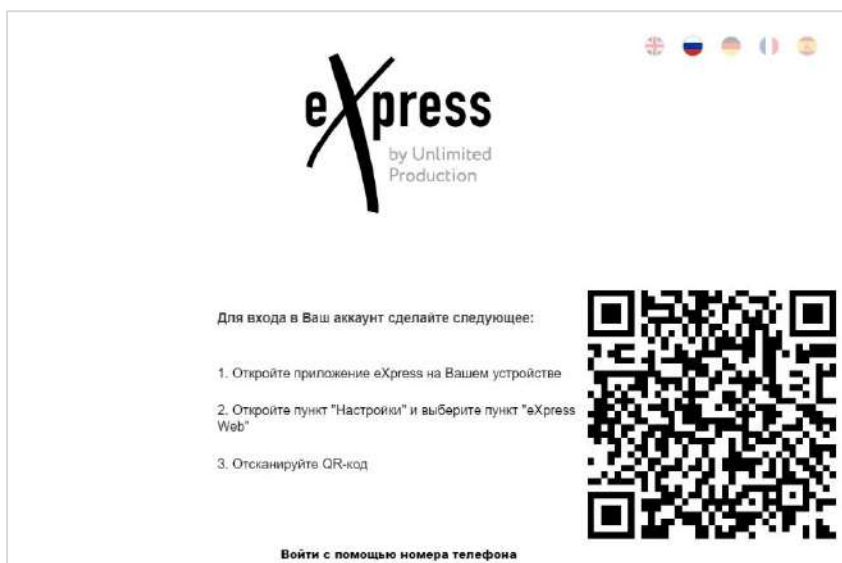 eXpress
by Unlimited
Production
Для входа в Ваш аккаунт сделайте следующее:
1. Откройте приложение eXpress на Вашем устройстве
2. Откройте пункт "Настройки" и выберите пункт "eXpress
Web"
3. Отсканируйте QR-код
Войти с помощью номера телефона